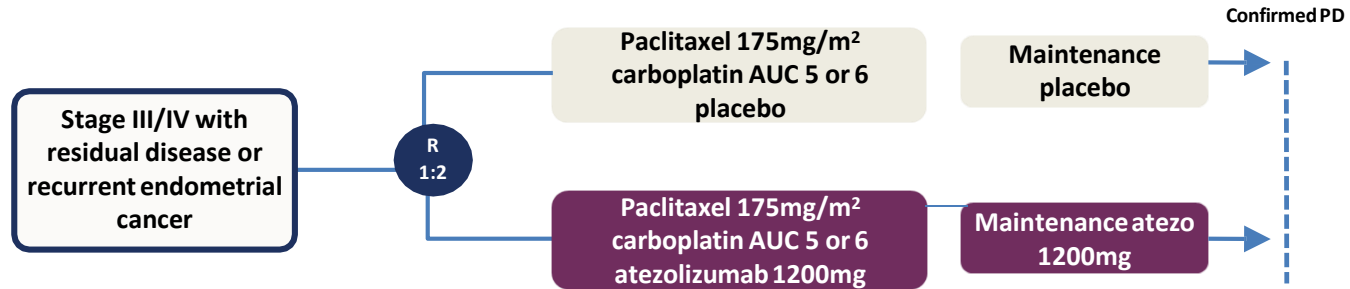 Confirmed PD
Paclitaxel 175mg/m²
carboplatin AUC 5 or 6
placebo
Maintenance
placebo
Stage III/IV with
residual disease or
recurrent endometrial
cancer
R
1:2
Paclitaxel 175mg/m²
carboplatin AUC 5 or 6
atezolizumab 1200mg
Maintenance atezo
1200mg